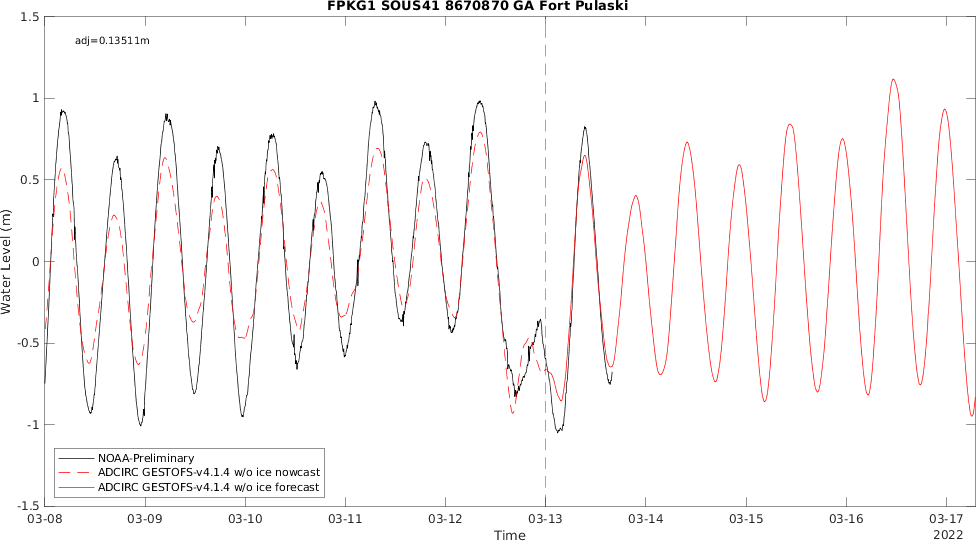 FPKG1 SOUS41 8670870 GA Fort Pulaski
1.5
adj=0.13511m
1
0.5
0
-0.5
-1
-1.5
Water Level (m)
NOAA-Preliminary
ADCIRC GESTOFS-v4.1.4 w/o ice nowcast
ADCIRC GESTOFS-v4.1.4 w/o ice forecast
03-08 03-09 03-10 03-11 03-12 03-13 03-14 03-15 03-16 03-17
Time
2022